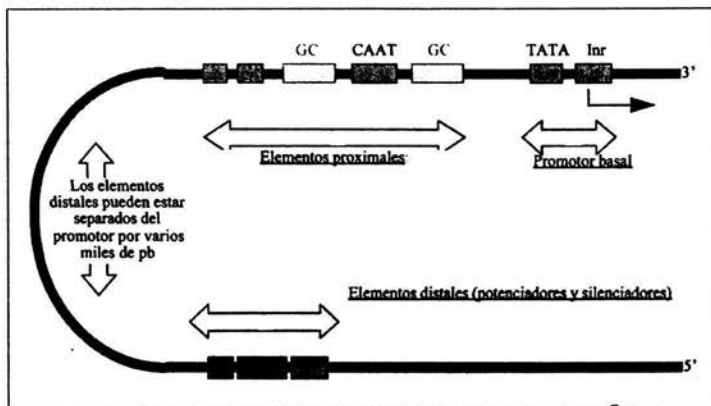 GC CAAT GC TATA Inr
3'
Elementos proximales
Promotor basal
Los elementos
distales pueden estar
separados del
promotor por varios
miles de pb
Elementos distales (potenciadores y silenciadores)
5'